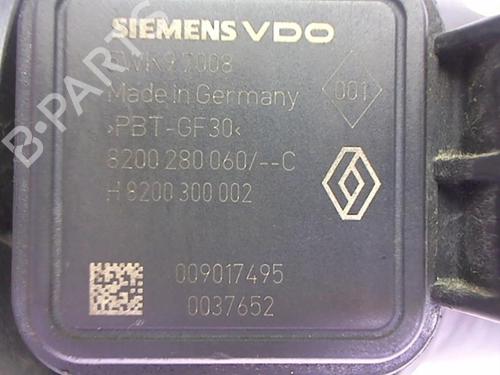 SIEMENS VDO
5WK9 7008
Made in Germany
001
>PBT-GF30<
8200 280 060/--C
H 8200 300 002
009017495
0037652
B-PARTS